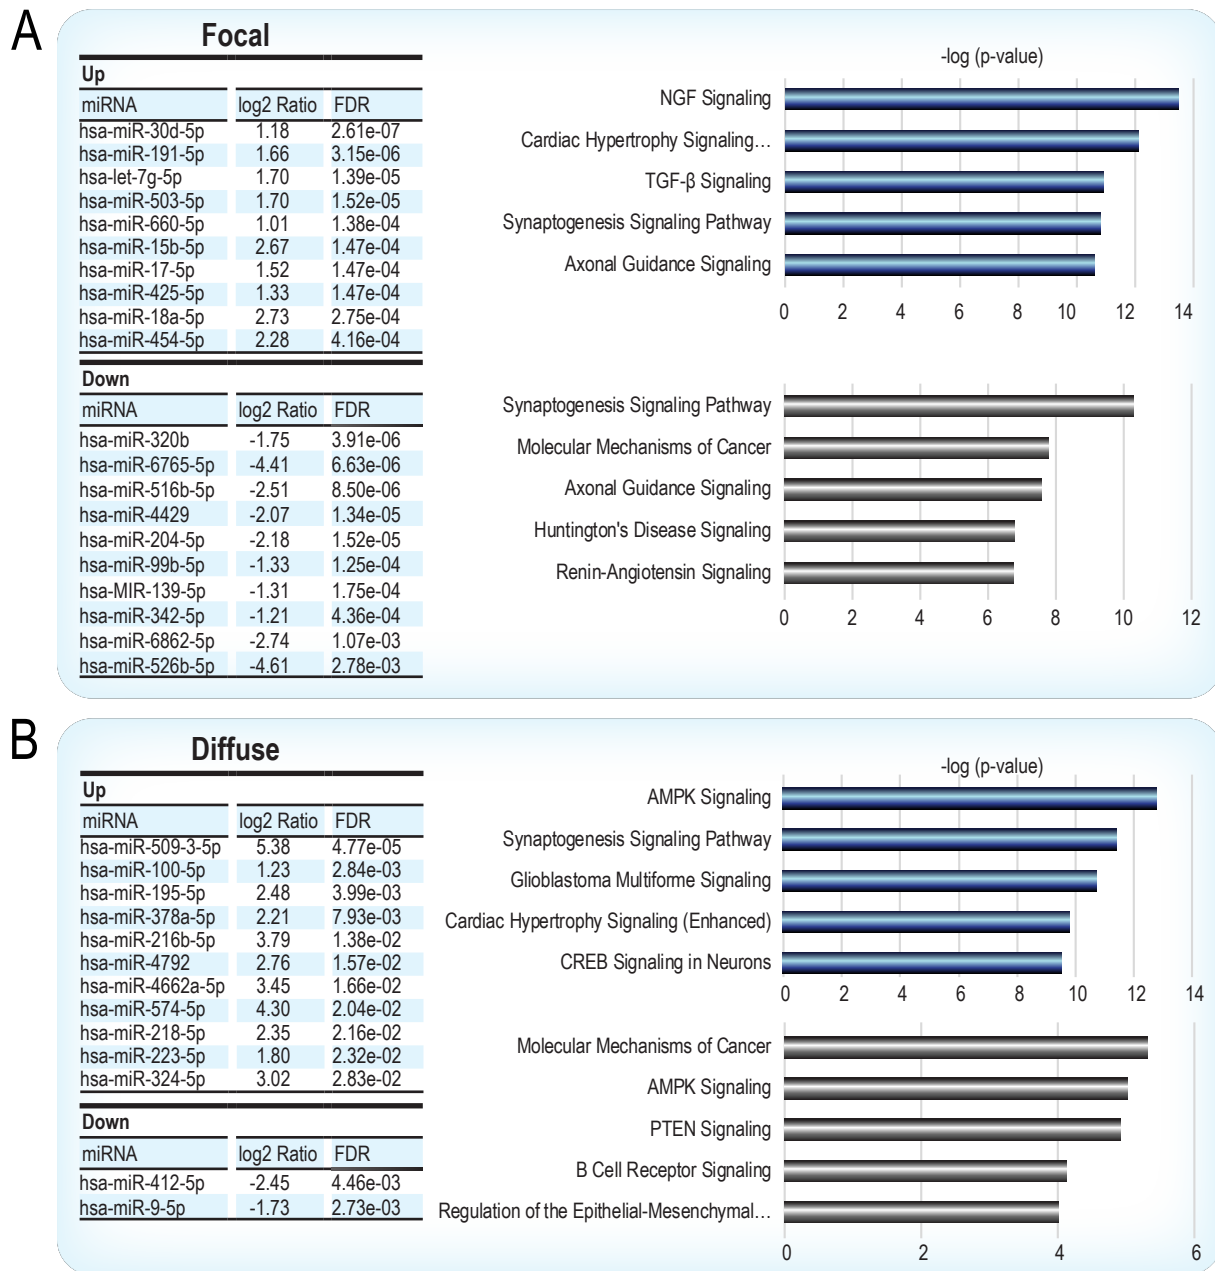 A
Focal
Up
miRNA log2 Ratio FDR
hsa-miR-30d-5p 1.18 2.61e-07
hsa-miR-191-5p 1.66 3.15e-06
hsa-let-7g-5p 1.70 1.39e-05
hsa-miR-503-5p 1.70 1.52e-05
hsa-miR-660-5p 1.01 1.38e-04
hsa-miR-15b-5p 2.67 1.47e-04
hsa-miR-17-5p 1.52 1.47e-04
hsa-miR-425-5p 1.33 1.47e-04
hsa-miR-18a-5p 2.73 2.75e-04
hsa-miR-454-5p 2.28 4.16e-04
Down
miRNA log2 Ratio FDR
hsa-miR-320b -1.75 3.91e-06
hsa-miR-6765-5p -4.41 6.63e-06
hsa-miR-516b-5p -2.51 8.50e-06
hsa-miR-4429 -2.07 1.34e-05
hsa-miR-204-5p -2.18 1.52e-05
hsa-miR-99b-5p -1.33 1.25e-04
hsa-MIR-139-5p -1.31 1.75e-04
hsa-miR-342-5p -1.21 4.36e-04
hsa-miR-6862-5p -2.74 1.07e-03
hsa-miR-526b-5p -4.61 2.78e-03
-log (p-value)
NGF Signaling
Cardiac Hypertrophy Signaling…
TGF-β Signaling
Synaptogenesis Signaling Pathway
Axonal Guidance Signaling
0 2 4 6 8 10 12 14
Synaptogenesis Signaling Pathway
Molecular Mechanisms of Cancer
Axonal Guidance Signaling
Huntington's Disease Signaling
Renin-Angiotensin Signaling
0 2 4 6 8 10 12
B
Diffuse
Up
miRNA log2 Ratio FDR
hsa-miR-509-3-5p 5.38 4.77e-05
hsa-miR-100-5p 1.23 2.84e-03
hsa-miR-195-5p 2.48 3.99e-03
hsa-miR-378a-5p 2.21 7.93e-03
hsa-miR-216b-5p 3.79 1.38e-02
hsa-miR-4792 2.76 1.57e-02
hsa-miR-4662a-5p 3.45 1.66e-02
hsa-miR-574-5p 4.30 2.04e-02
hsa-miR-218-5p 2.35 2.16e-02
hsa-miR-223-5p 1.80 2.32e-02
hsa-miR-324-5p 3.02 2.83e-02
Down
miRNA log2 Ratio FDR
hsa-miR-412-5p -2.45 4.46e-03
hsa-miR-9-5p -1.73 2.73e-03
-log (p-value)
AMPK Signaling
Synaptogenesis Signaling Pathway
Glioblastoma Multiforme Signaling
Cardiac Hypertrophy Signaling (Enhanced)
CREB Signaling in Neurons
0 2 4 6 8 10 12 14
Molecular Mechanisms of Cancer
AMPK Signaling
PTEN Signaling
B Cell Receptor Signaling
Regulation of the Epithelial-Mesenchymal…
0 2 4 6